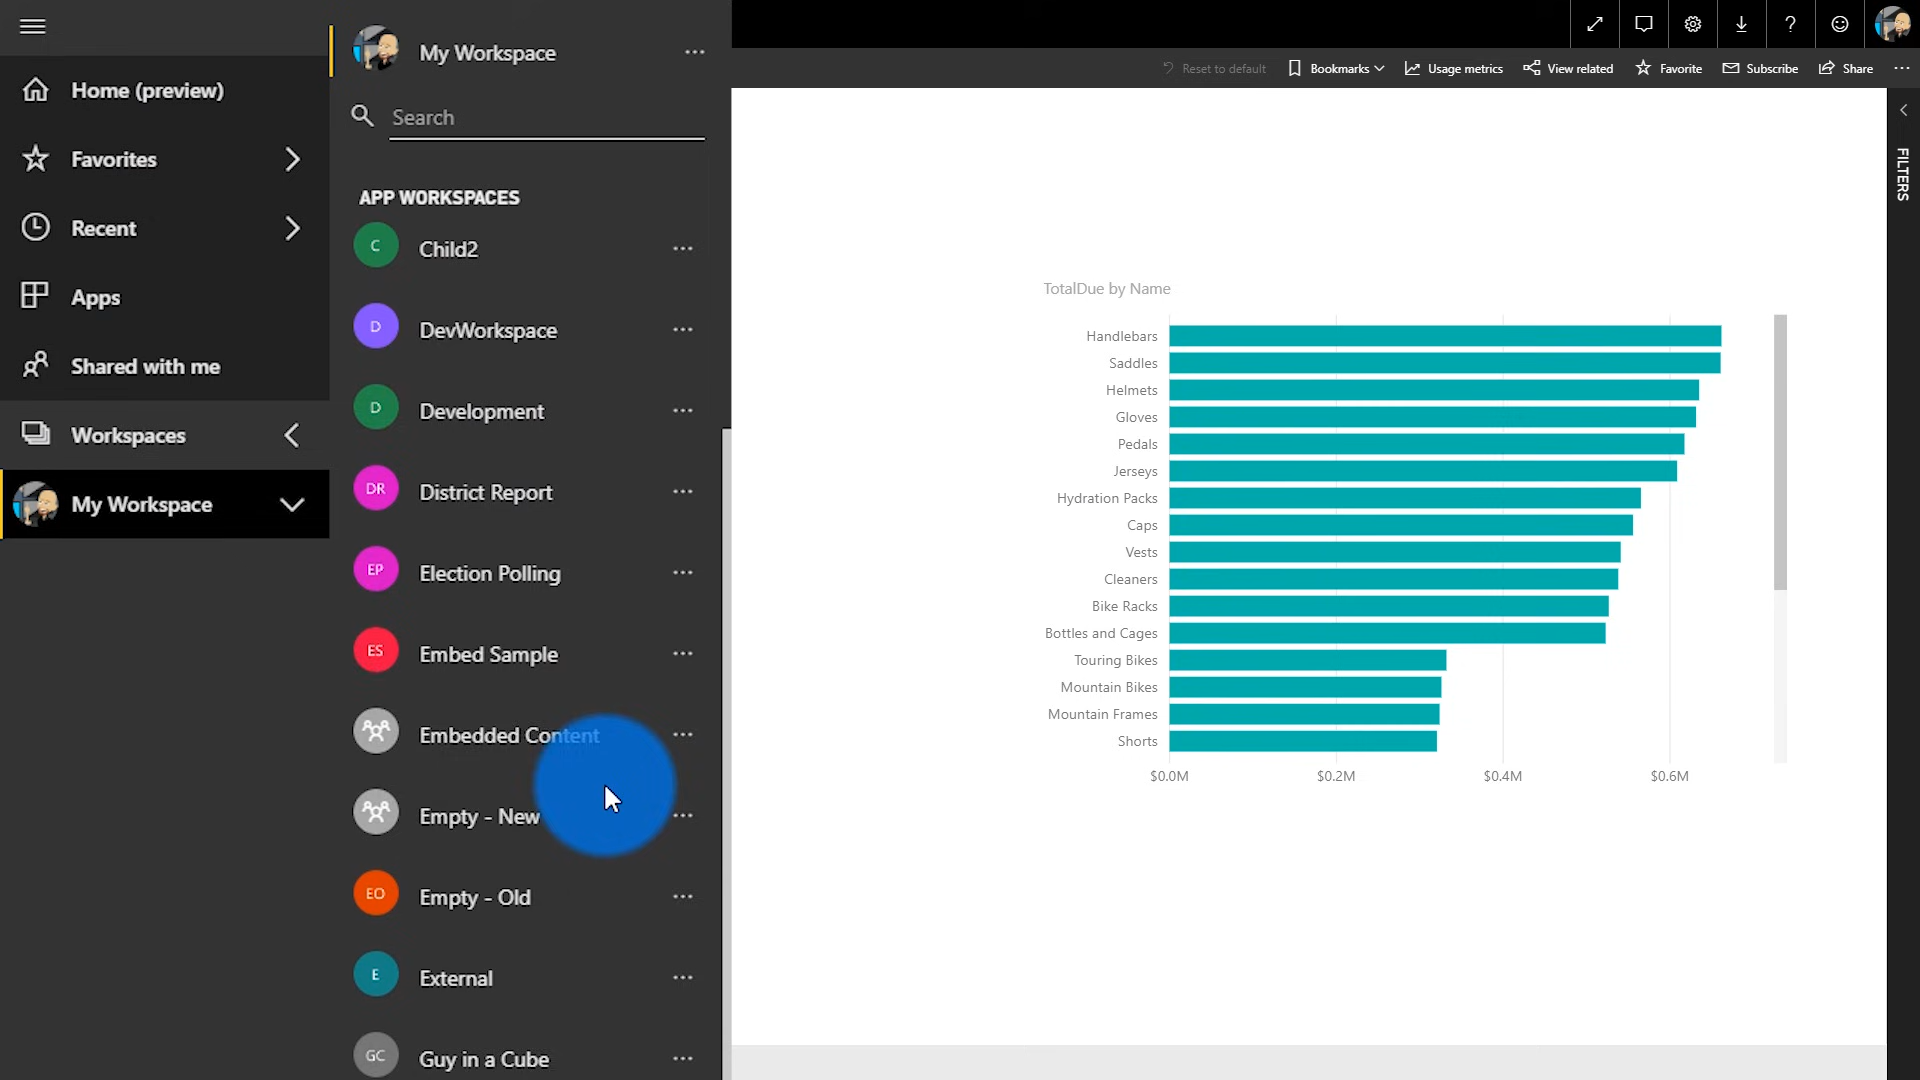 Home (preview)
Favorites
Recent
Apps
Shared with me
Workspaces
My Workspace
My Workspace
Search
APP WORKSPACES
C Child2
D DevWorkspace
D Development
DR District Report
EP Election Polling
ES Embed Sample
Embedded Content
Empty - New
EO Empty - Old
E External
GC Guy in a Cube
?
Reset to default Bookmarks Usage metrics View related Favorite Subscribe Share
FILTERS
TotalDue by Name
Handlebars
Saddles
Helmets
Gloves
Pedals
Jerseys
Hydration Packs
Caps
Vests
Cleaners
Bike Racks
Bottles and Cages
Touring Bikes
Mountain Bikes
Mountain Frames
Shorts
$0.0M $0.2M $0.4M $0.6M